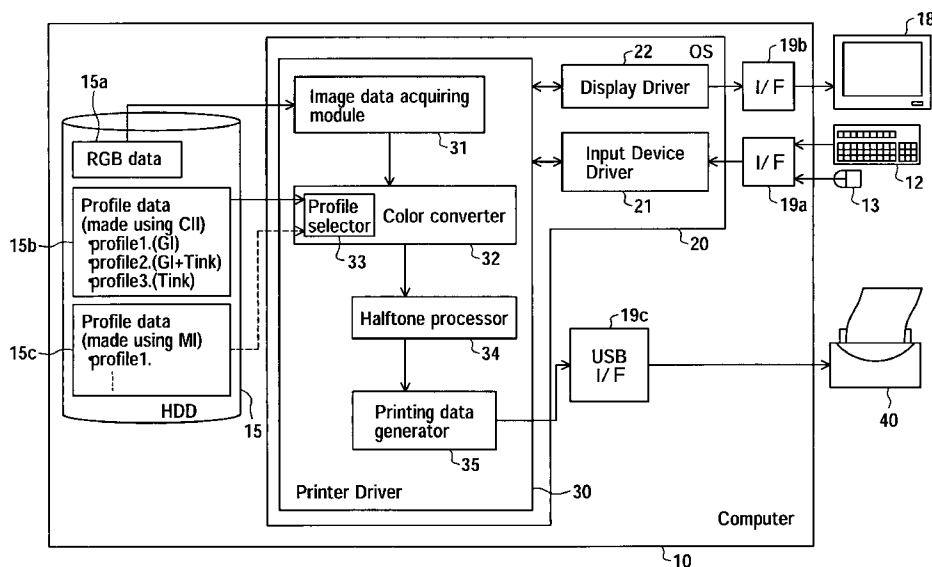 18
19b
OS
22
I/F
Display Driver
15a
Image data acquiring
module
31
RGB data
Input Device
Driver
21
I/F
19a
12
13
Profile data
(made using CII)
•profile1.(GI)
•profile2.(GI+Tink)
•profile3.(Tink)
15b
Profile
selector
33
Color converter
32
20
Profile data
(made using MI)
•profile1.
15c
HDD
15
Halftone processor
34
19c
USB
I/F
40
Printing data
generator
35
Printer Driver
30
Computer
10